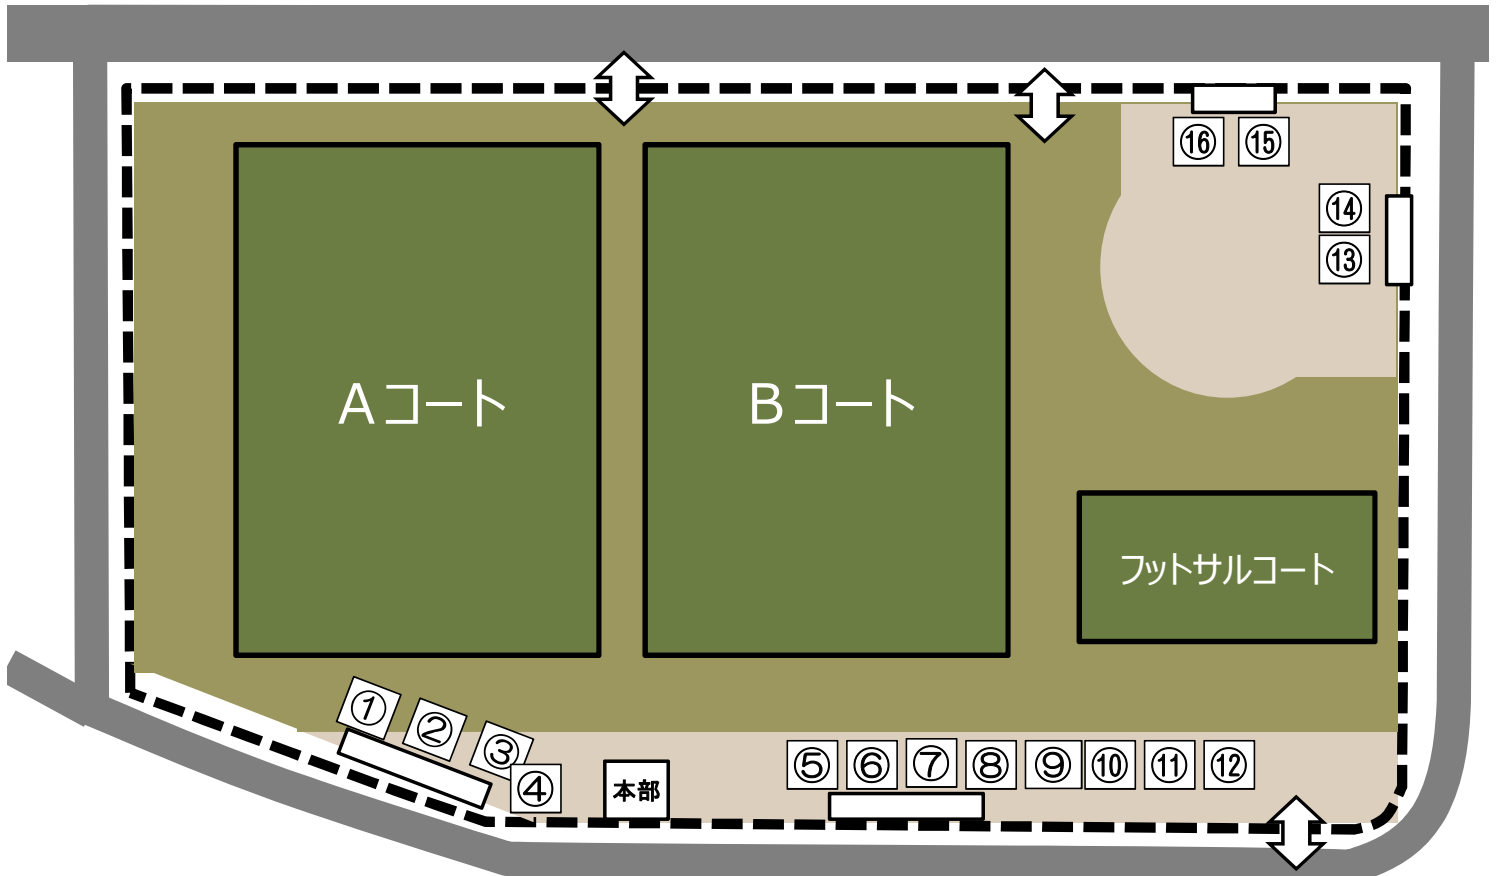 ⑯ ⑮
⑭
⑬
Aコート
Bコート
フットサルコート
①
②
③
④
本部
⑤ ⑥ ⑦ ⑧ ⑨ ⑩ ⑪ ⑫